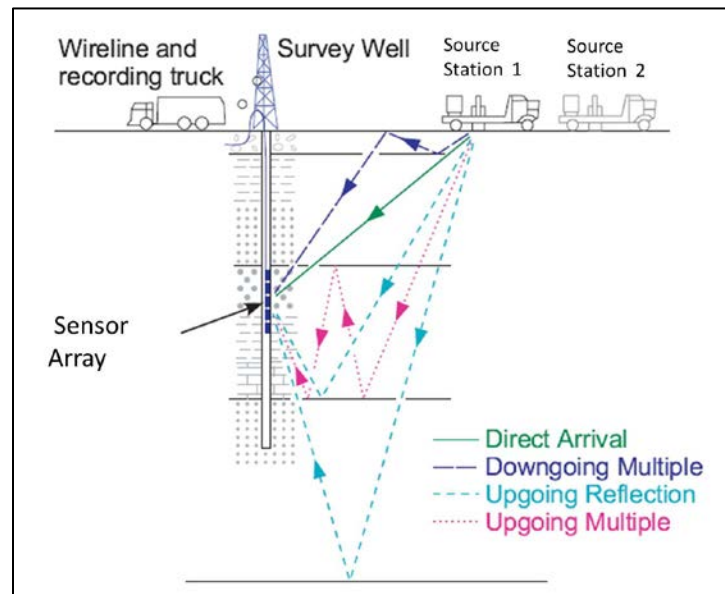 Wireline and
recording truck
Survey Well
Source
Station 1
Source
Station 2
Sensor
Array
Direct Arrival
Downgoing Multiple
Upgoing Reflection
Upgoing Multiple